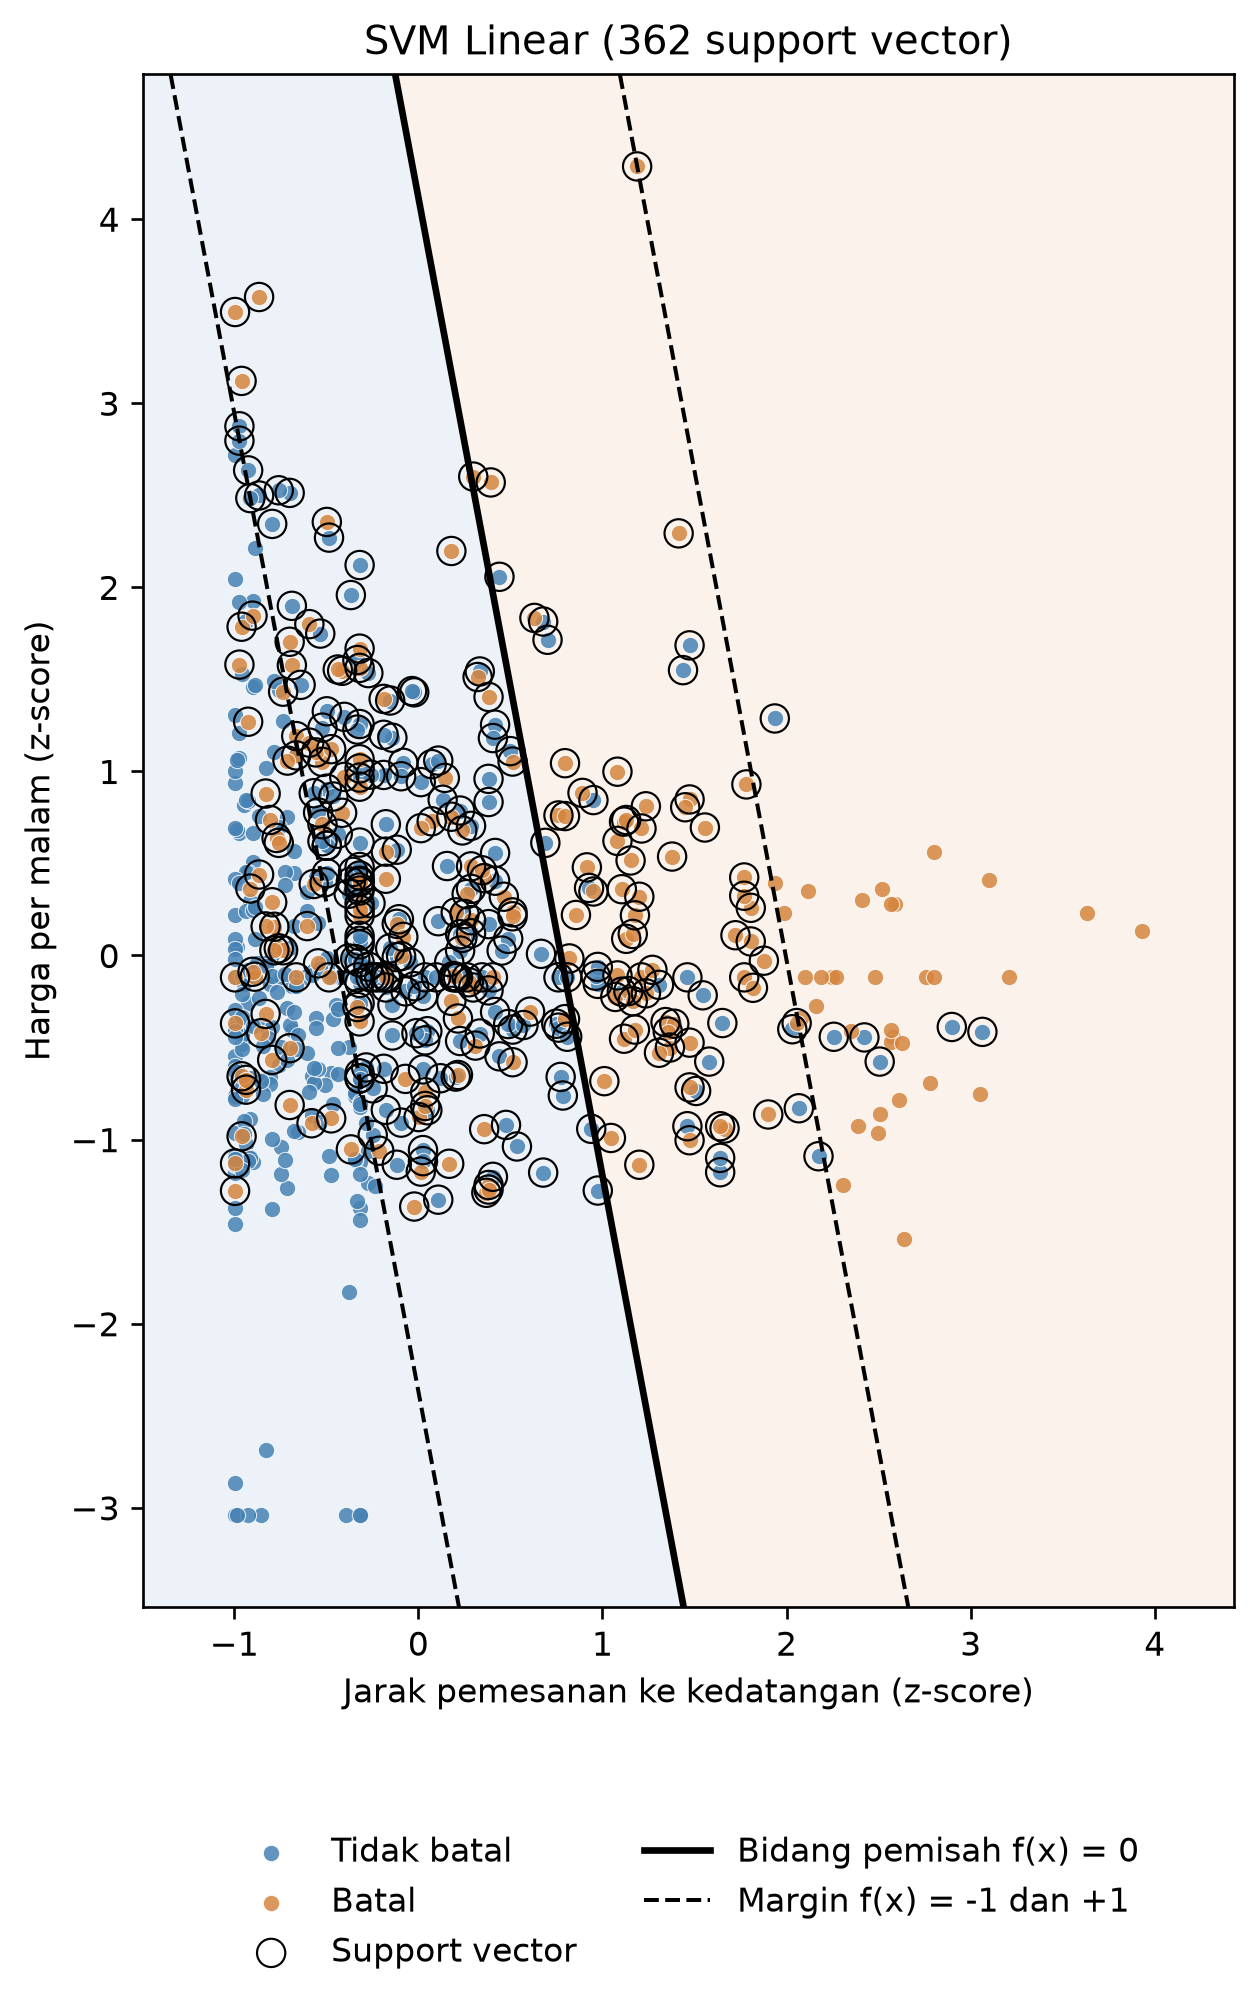 SVM Linear (362 support vector)
4
3
2
1
0
−1
−2
−3
Harga per malam (z-score)
−1 0 1 2 3 4
Jarak pemesanan ke kedatangan (z-score)
Tidak batal
Batal
Support vector
Bidang pemisah f(x) = 0
Margin f(x) = -1 dan +1